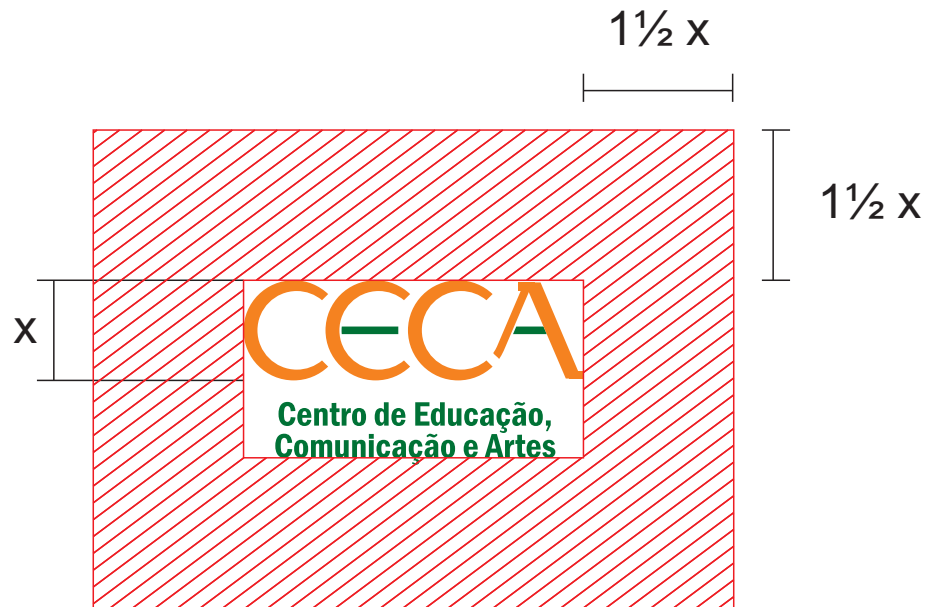 1½ x
1½ x
x
CECA
Centro de Educação,
Comunicação e Artes